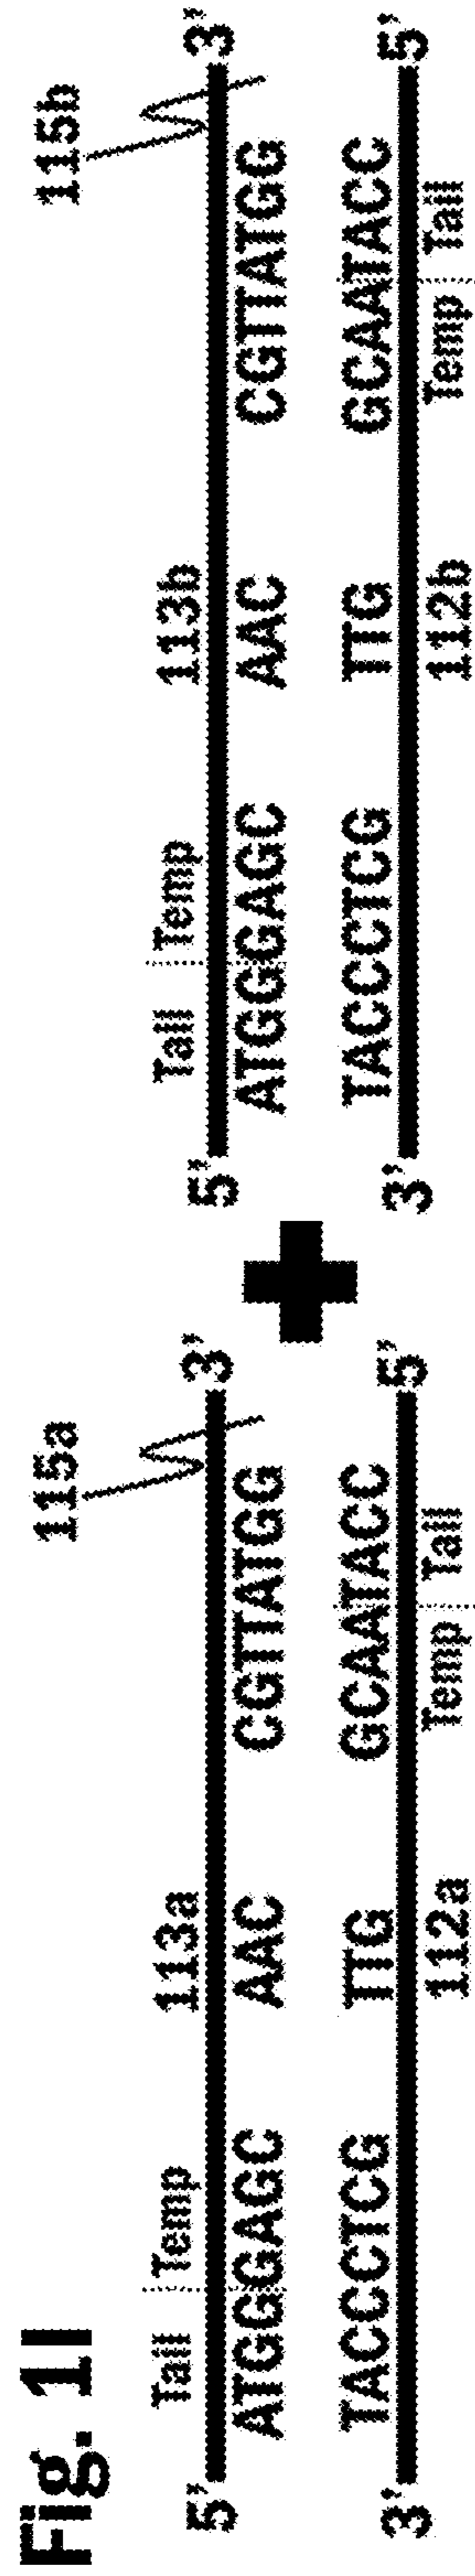 Fig. 1I
115a 115b
Tail Temp 113a Tail Temp 113b
5' 3' 5' 3'
ATGGGAGC AAC CGTTATGG ATGGGAGC AAC CGTTATGG
TACCCTCG TTG GCAATACC TACCCTCG TTG GCAATACC
3' 5' 3' 5'
112a Temp Tail 112b Temp Tail